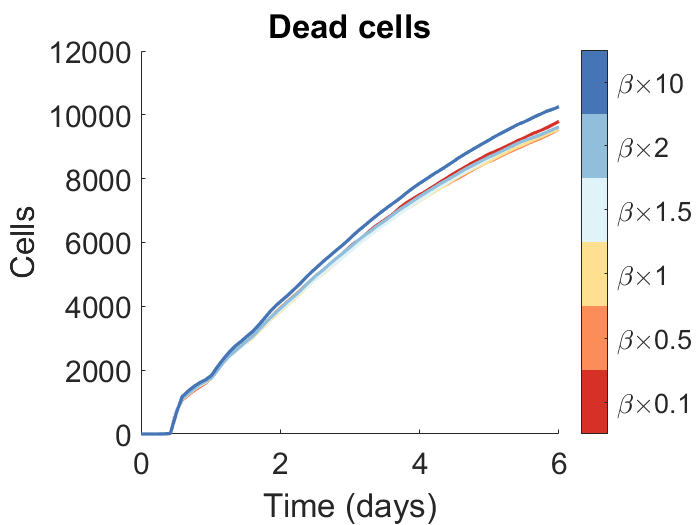 Dead cells
12000
10000
8000
6000
4000
2000
0
Cells
0 2 4 6
Time (days)
β×10
β×2
β×1.5
β×1
β×0.5
β×0.1